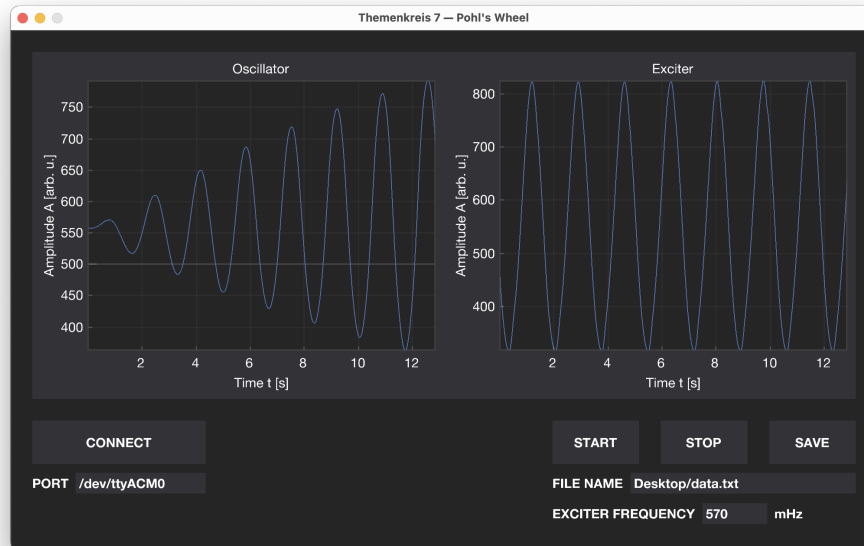 Themenkreis 7 — Pohl's Wheel
Oscillator
Amplitude A [arb. u.]
750
700
650
600
550
500
450
400
2 4 6 8 10 12
Time t [s]
Exciter
Amplitude A [arb. u.]
800
700
600
500
400
2 4 6 8 10 12
Time t [s]
CONNECT
START STOP SAVE
PORT /dev/ttyACM0
FILE NAME Desktop/data.txt
EXCITER FREQUENCY 570 mHz